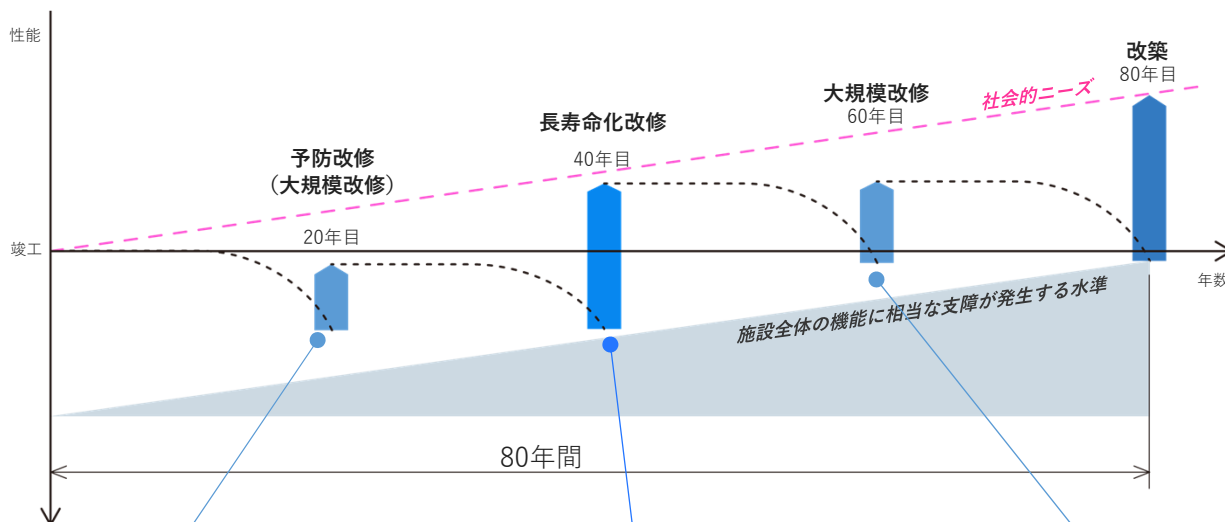 性能
改築
80年目
社会的ニーズ
大規模改修
60年目
長寿命化改修
40年目
予防改修
（大規模改修）
20年目
竣工
年数
施設全体の機能に相当な支障が発生する水準
80年間